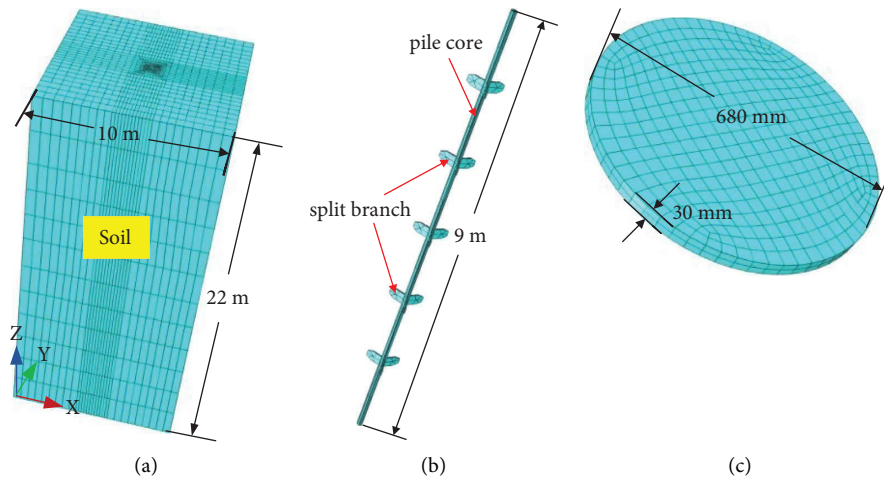 10 m
Soil
22 m
Z
Y
X
(a)
pile core
split branch
9 m
(b)
680 mm
30 mm
(c)